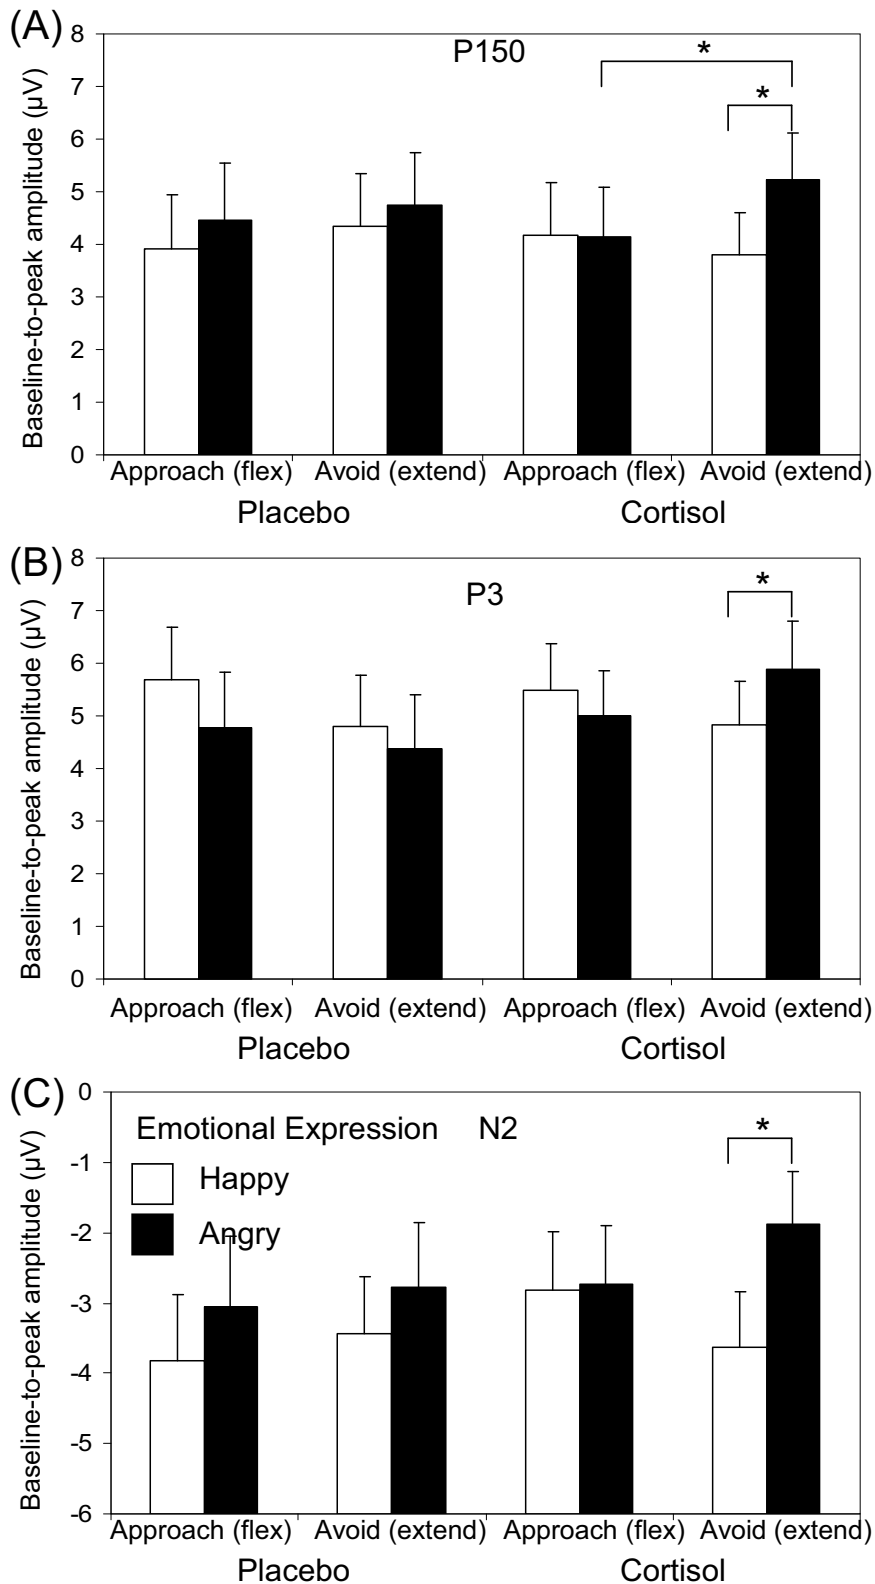 (A)
P150
*
*
Baseline-to-peak amplitude (µV)
8
7
6
5
4
3
2
1
0
Approach (flex) Avoid (extend) Approach (flex) Avoid (extend)
Placebo Cortisol
(B)
P3
*
Baseline-to-peak amplitude (µV)
8
7
6
5
4
3
2
1
0
Approach (flex) Avoid (extend) Approach (flex) Avoid (extend)
Placebo Cortisol
(C)
Emotional Expression N2
*
Happy
Angry
Baseline-to-peak amplitude (µV)
0
-1
-2
-3
-4
-5
-6
Approach (flex) Avoid (extend) Approach (flex) Avoid (extend)
Placebo Cortisol